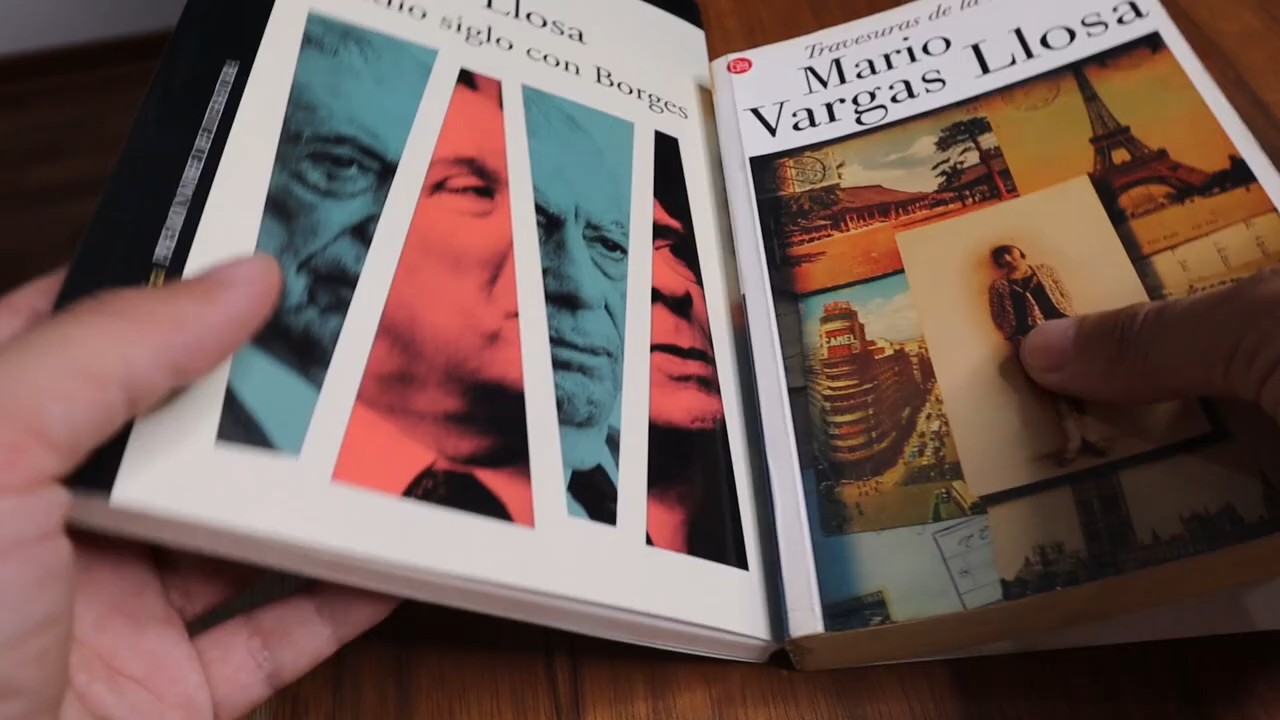 Llosa
siglo con Borges
Travesuras de la
Mario
Vargas Llosa
CAMEL